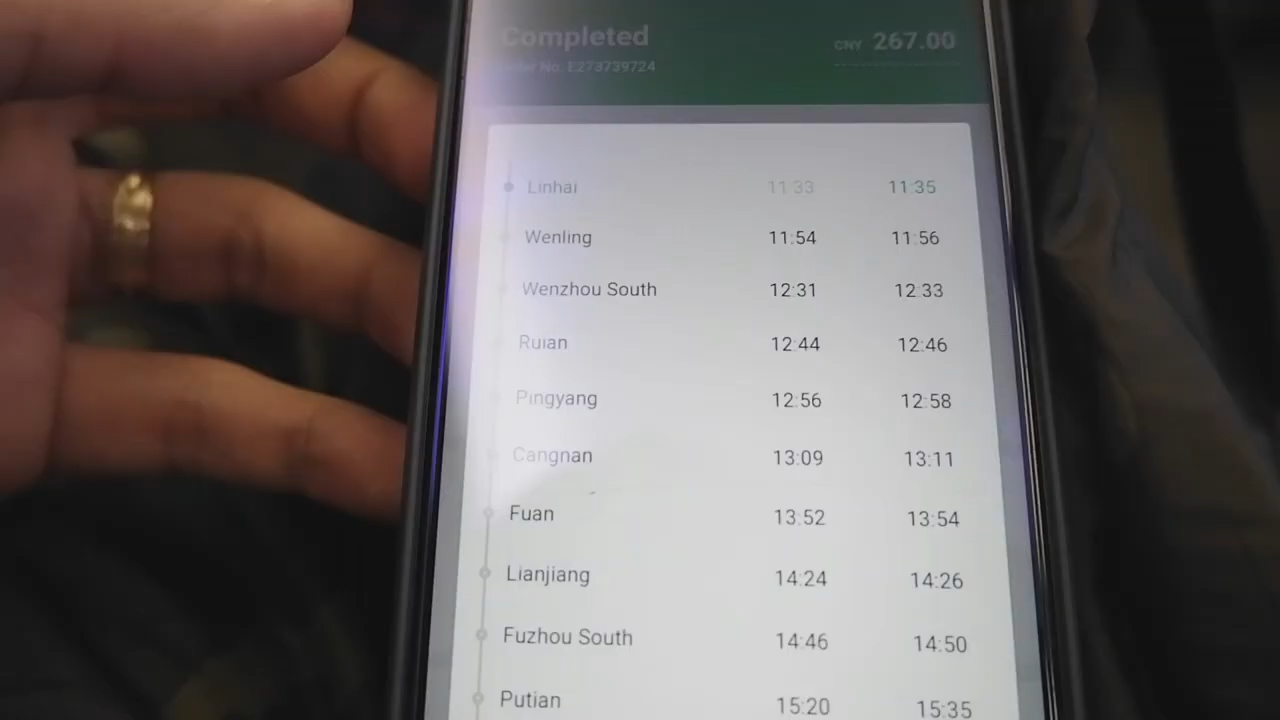 Completed
CNY 267.00
No: E273739724
Linhai 11:33 11:35
Wenling 11:54 11:56
Wenzhou South 12:31 12:33
Ruian 12:44 12:46
Pingyang 12:56 12:58
Cangnan 13:09 13:11
Fuan 13:52 13:54
Lianjiang 14:24 14:26
Fuzhou South 14:46 14:50
Putian 15:20 15:35